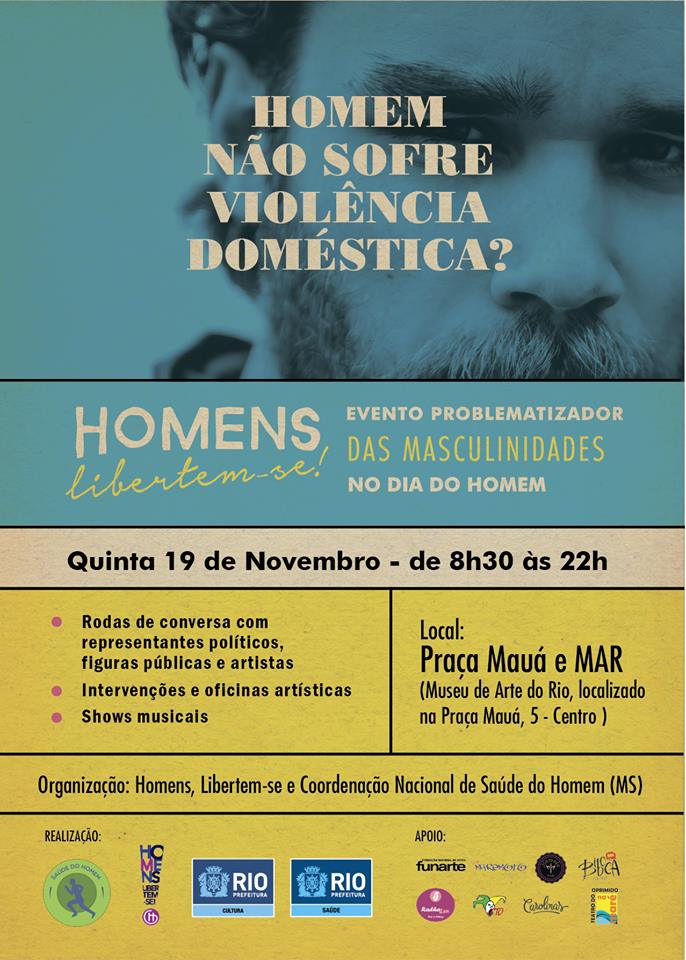 HOMEM
NÃO SOFRE
VIOLÊNCIA
DOMÉSTICA?
HOMENS
libertem-se!
EVENTO PROBLEMATIZADOR
DAS MASCULINIDADES
NO DIA DO HOMEM
Quinta 19 de Novembro - de 8h30 às 22h
Rodas de conversa com
representantes políticos,
figuras públicas e artistas
Intervenções e oficinas artísticas
Shows musicais
Local:
Praça Mauá e MAR
(Museu de Arte do Rio, localizado
na Praça Mauá, 5 - Centro )
Organização: Homens, Libertem-se e Coordenação Nacional de Saúde do Homem (MS)
REALIZAÇÃO:
SAÚDE DO HOMEM
HOMENS
LIBERTEM-SE!
RIO
PREFEITURA
CULTURA
RIO
PREFEITURA
SAÚDE
APOIO:
funarte
MAREMOTO
Carolinas
TEATRO DO
OPRIMIDO
na
aré